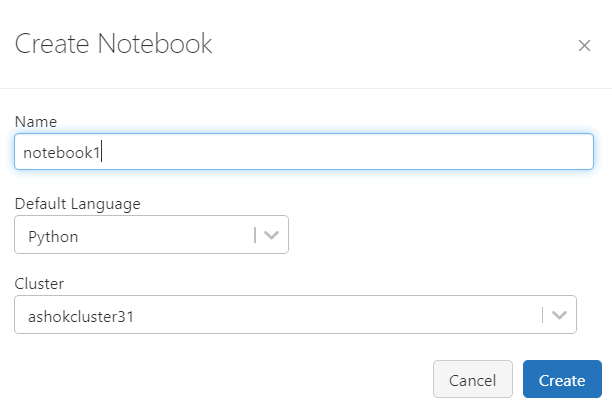 Create Notebook
Name
notebook1
Default Language
Python
Cluster
ashokcluster31
Cancel
Create